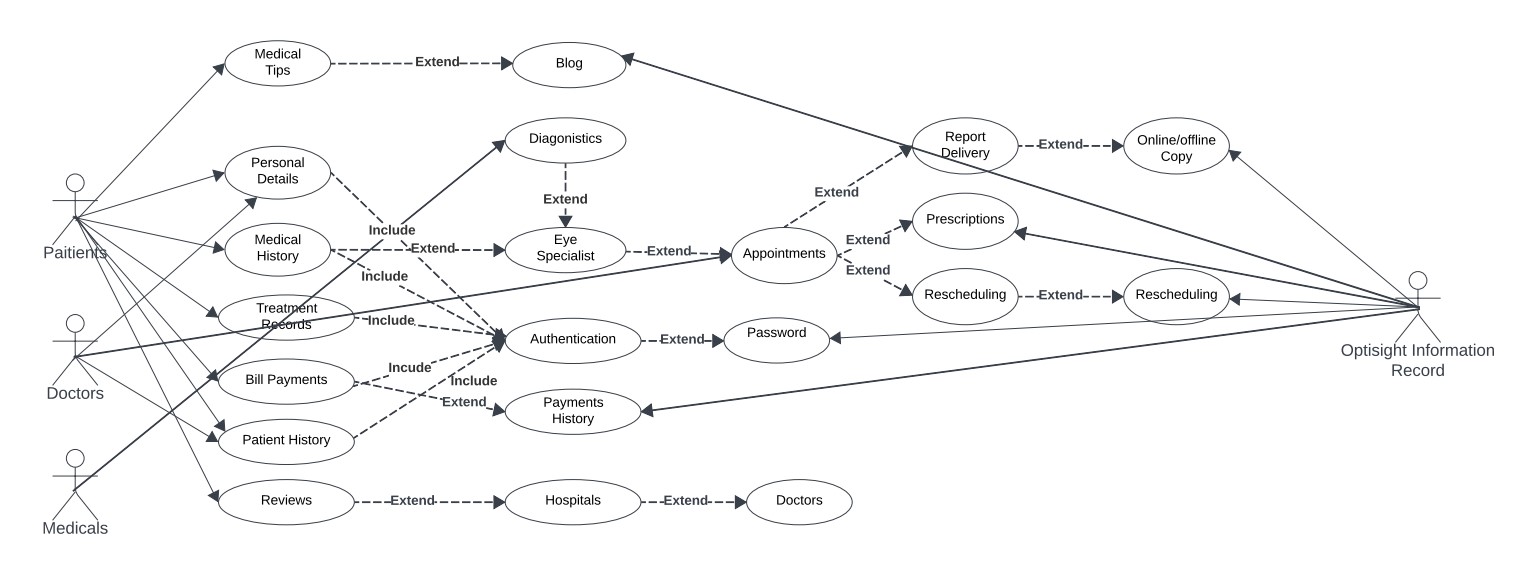 Medical
Tips
Extend
Blog
Diagonistics
Report
Delivery
Extend
Online/offline
Copy
Personal
Details
Extend
Extend
Include
Prescriptions
Paitients
Medical
History
Extend
Eye
Specialist
Extend
Appointments
Extend
Extend
Include
Rescheduling
Extend
Rescheduling
Treatment
Records
Include
Authentication
Extend
Password
Optisight Information
Record
Doctors
Bill Payments
Incude
Include
Extend
Payments
History
Patient History
Reviews
Extend
Hospitals
Extend
Doctors
Medicals